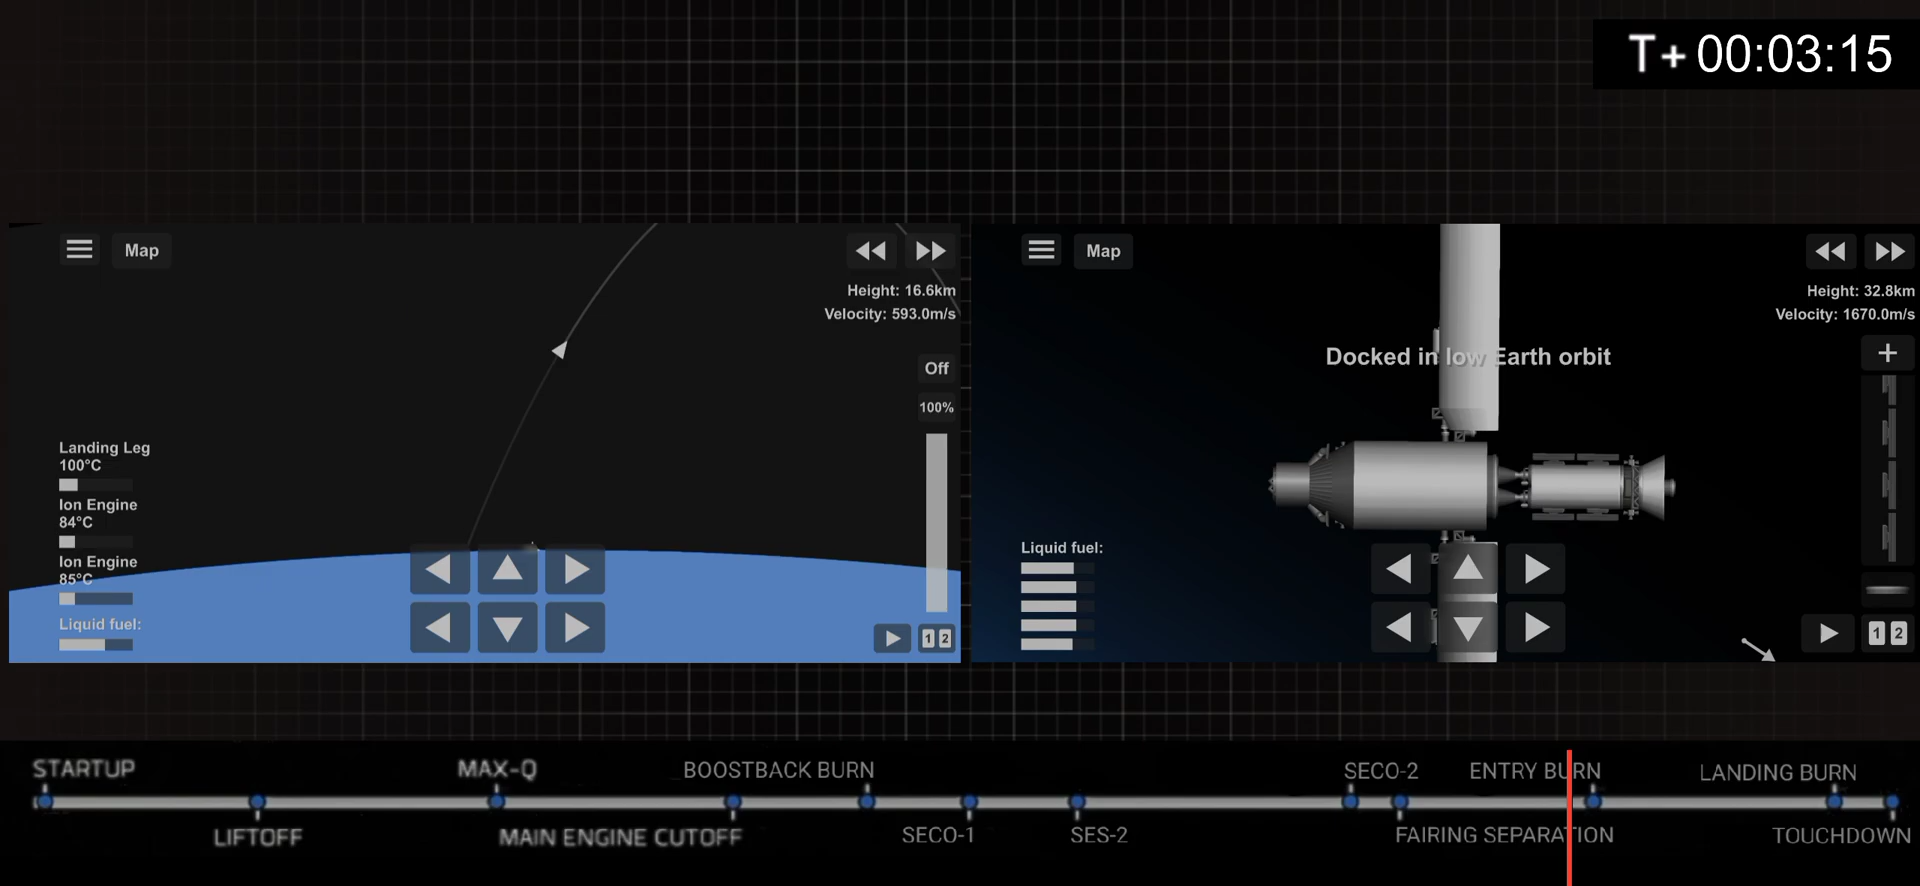 T+ 00:03:15
Map
Height: 16.6km
Velocity: 593.0m/s
Off
100%
Landing Leg
100°C
Ion Engine
84°C
Ion Engine
85°C
Liquid fuel:
1 2
Map
Height: 32.8km
Velocity: 1670.0m/s
+
Docked in low Earth orbit
Liquid fuel:
1 2
STARTUP
LIFTOFF
MAX-Q
MAIN ENGINE CUTOFF
BOOSTBACK BURN
SECO-1
SES-2
SECO-2
FAIRING SEPARATION
ENTRY BURN
LANDING BURN
TOUCHDOWN